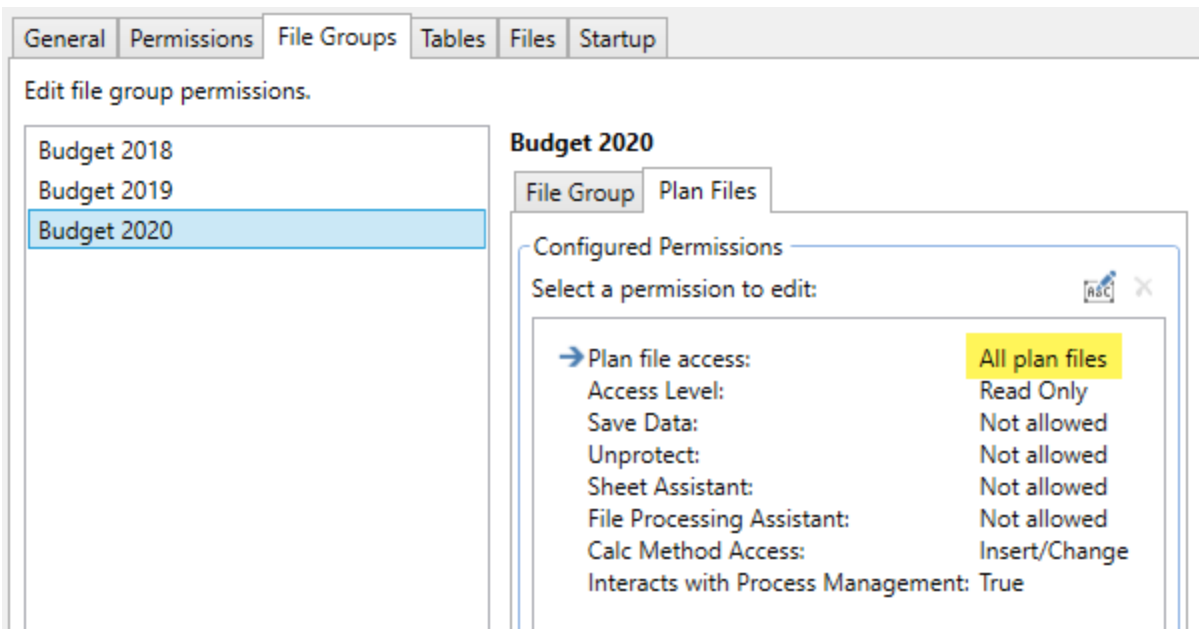 General Permissions File Groups Tables Files Startup
Edit file group permissions.
Budget 2018
Budget 2019
Budget 2020
Budget 2020
File Group Plan Files
Configured Permissions
Select a permission to edit:
ABC
Plan file access: All plan files
Access Level: Read Only
Save Data: Not allowed
Unprotect: Not allowed
Sheet Assistant: Not allowed
File Processing Assistant: Not allowed
Calc Method Access: Insert/Change
Interacts with Process Management: True